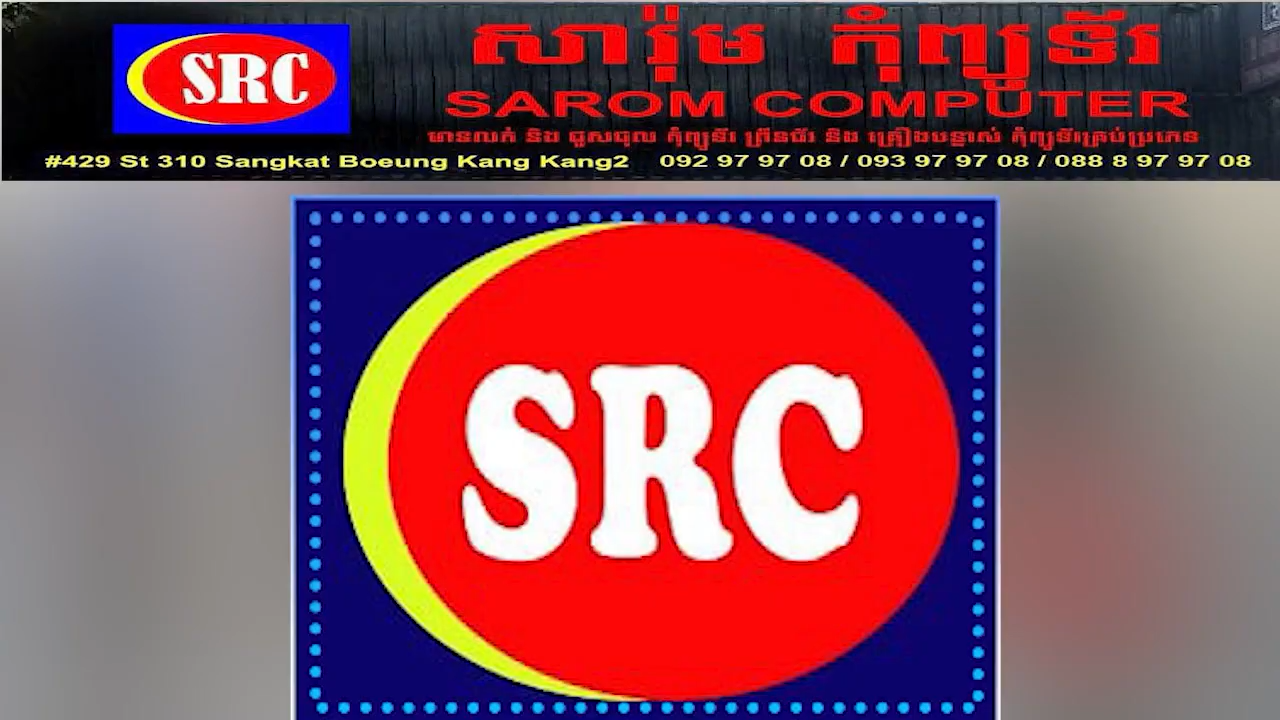 SRC
សារ៉ុម កុំព្យូទ័រ
SAROM COMPUTER
មានលក់ និង ជួសជុល កុំព្យូទ័រ ព្រីនធ័រ និង គ្រឿងបន្លាស់ កុំព្យូទ័រគ្រប់ប្រភេទ
#429 St 310 Sangkat Boeung Kang Kang2 092 97 97 08 / 093 97 97 08 / 088 8 97 97 08
SRC